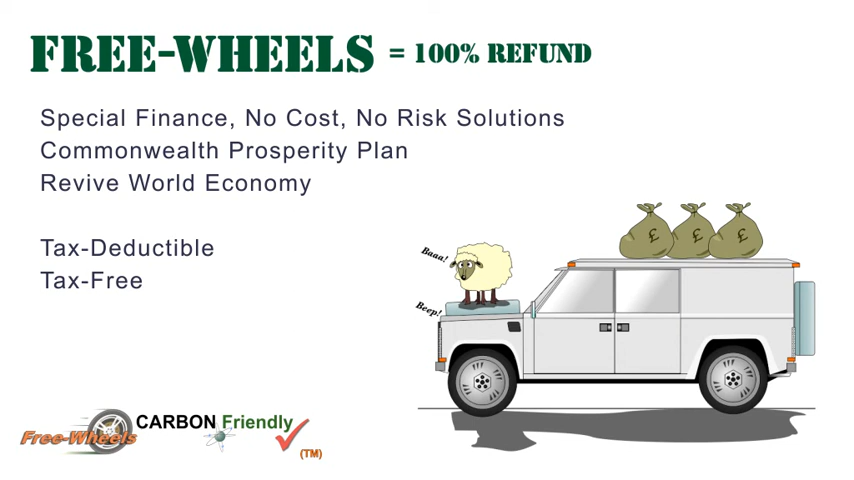 FREE-WHEELS = 100% REFUND
Special Finance, No Cost, No Risk Solutions
Commonwealth Prosperity Plan
Revive World Economy
Tax-Deductible
Tax-Free
Baaa!
Beep!
£ £ £
Free-Wheels CARBON Friendly
(TM)